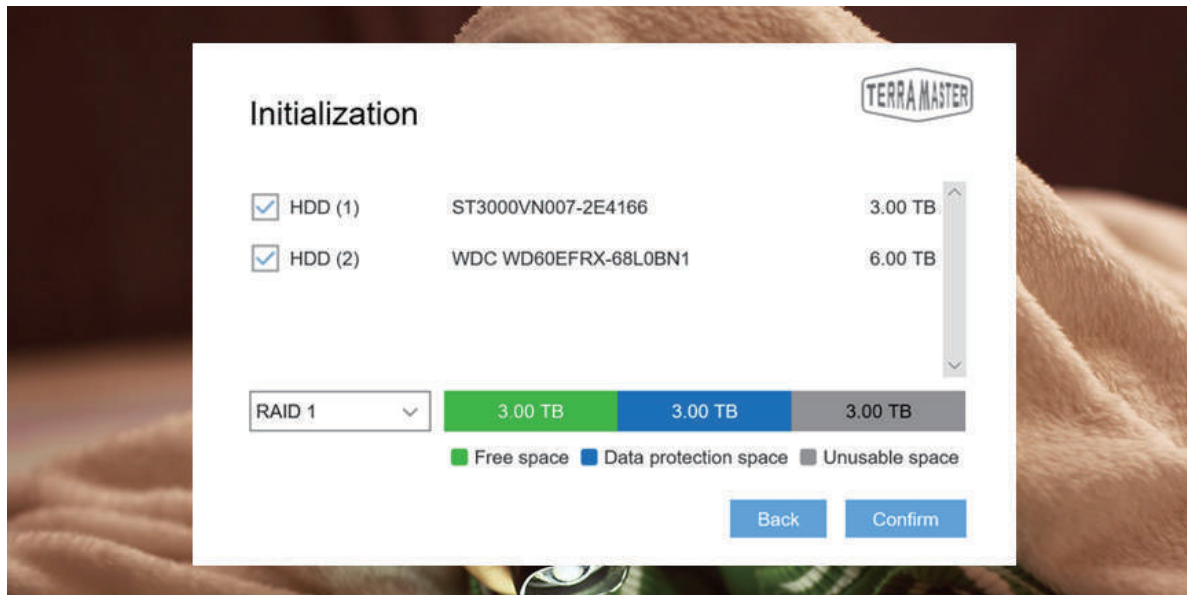 TERRA MASTER
Initialization
HDD (1) ST3000VN007-2E4166 3.00 TB
HDD (2) WDC WD60EFRX-68L0BN1 6.00 TB
RAID 1 3.00 TB 3.00 TB 3.00 TB
Free space Data protection space Unusable space
Back Confirm